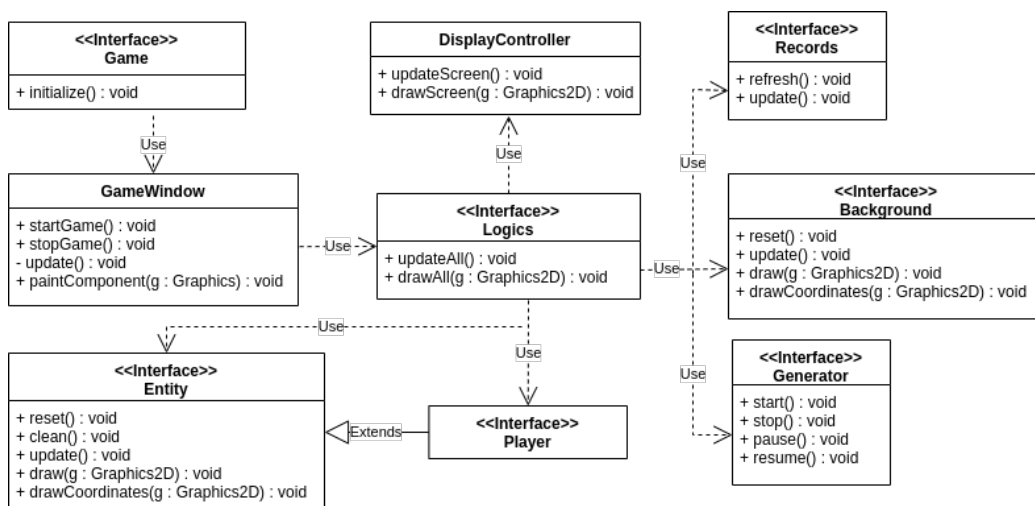 <<Interface>>
Game
+ initialize() : void
Use
GameWindow
+ startGame() : void
+ stopGame() : void
- update() : void
+ paintComponent(g : Graphics) : void
Use
DisplayController
+ updateScreen() : void
+ drawScreen(g : Graphics2D) : void
Use
<<Interface>>
Logics
+ updateAll() : void
+ drawAll(g : Graphics2D) : void
Use
Use
Use
<<Interface>>
Records
+ refresh() : void
+ update() : void
<<Interface>>
Background
+ reset() : void
+ update() : void
+ draw(g : Graphics2D) : void
+ drawCoordinates(g : Graphics2D) : void
<<Interface>>
Generator
+ start() : void
+ stop() : void
+ pause() : void
+ resume() : void
Use
Use
<<Interface>>
Entity
+ reset() : void
+ clean() : void
+ update() : void
+ draw(g : Graphics2D) : void
+ drawCoordinates(g : Graphics2D) : void
Extends
<<Interface>>
Player